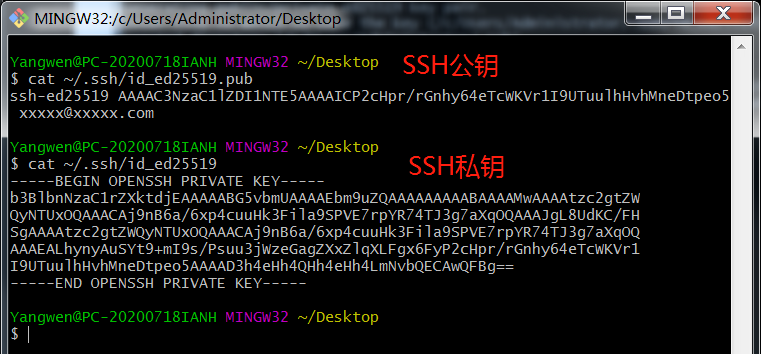 MINGW32:/c/Users/Administrator/Desktop
Yangwen@PC-20200718IANH MINGW32 ~/Desktop
SSH公钥
$ cat ~/.ssh/id_ed25519.pub
ssh-ed25519 AAAAC3NzaC1lZDI1NTE5AAAAICP2cHpr/rGnhy64eTcWKVr1I9UTuulhHvhMneDtpeo5
xxxxx@xxxxx.com
Yangwen@PC-20200718IANH MINGW32 ~/Desktop
SSH私钥
$ cat ~/.ssh/id_ed25519
-----BEGIN OPENSSH PRIVATE KEY-----
b3BlbnNzaC1rZXktdjEAAAAABG5vbmUAAAAEbm9uZQAAAAAAAAABAAAAMwAAAAtzc2gtZW
QyNTUxOQAAACAj9nB6a/6xp4cuuHk3Fila9SPVE7rpYR74TJ3g7aXqOQAAAJgL8UdKC/FH
SgAAAAtzc2gtZWQyNTUxOQAAACAj9nB6a/6xp4cuuHk3Fila9SPVE7rpYR74TJ3g7aXqOQ
AAAEALhynyAuSYt9+mI9s/Psuu3jWzeGagZXxZlqXLFgx6FyP2cHpr/rGnhy64eTcWKVr1
I9UTuulhHvhMneDtpeo5AAAAD3h4eHh4QHh4eHh4LmNvbQECAwQFBg==
-----END OPENSSH PRIVATE KEY-----
Yangwen@PC-20200718IANH MINGW32 ~/Desktop
$